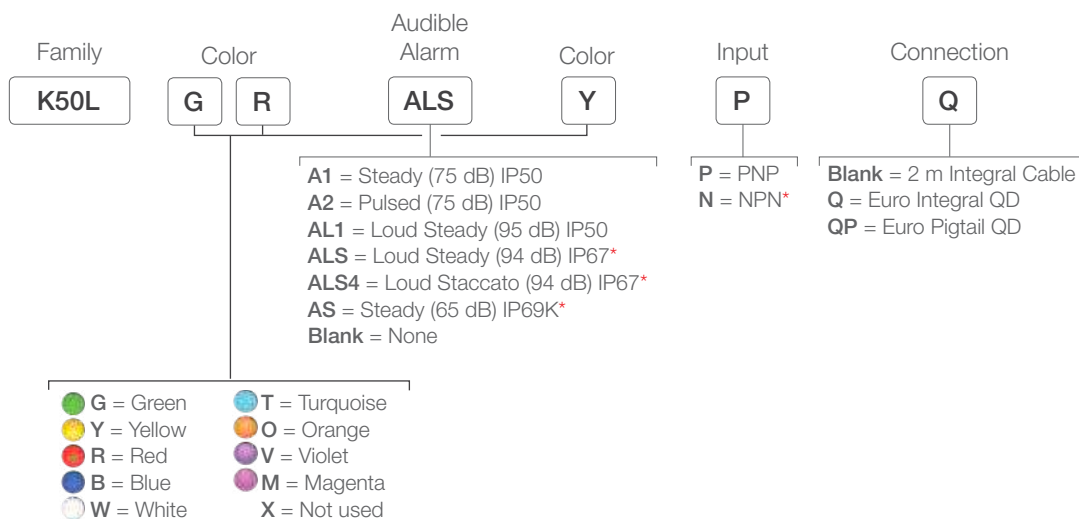 Family
Color
Audible
Alarm
Color
Input
Connection
K50L
G
R
ALS
Y
P
Q
A1 = Steady (75 dB) IP50
A2 = Pulsed (75 dB) IP50
AL1 = Loud Steady (95 dB) IP50
ALS = Loud Steady (94 dB) IP67*
ALS4 = Loud Staccato (94 dB) IP67*
AS = Steady (65 dB) IP69K*
Blank = None
P = PNP
N = NPN*
Blank = 2 m Integral Cable
Q = Euro Integral QD
QP = Euro Pigtail QD
G = Green
Y = Yellow
R = Red
B = Blue
W = White
T = Turquoise
O = Orange
V = Violet
M = Magenta
X = Not used